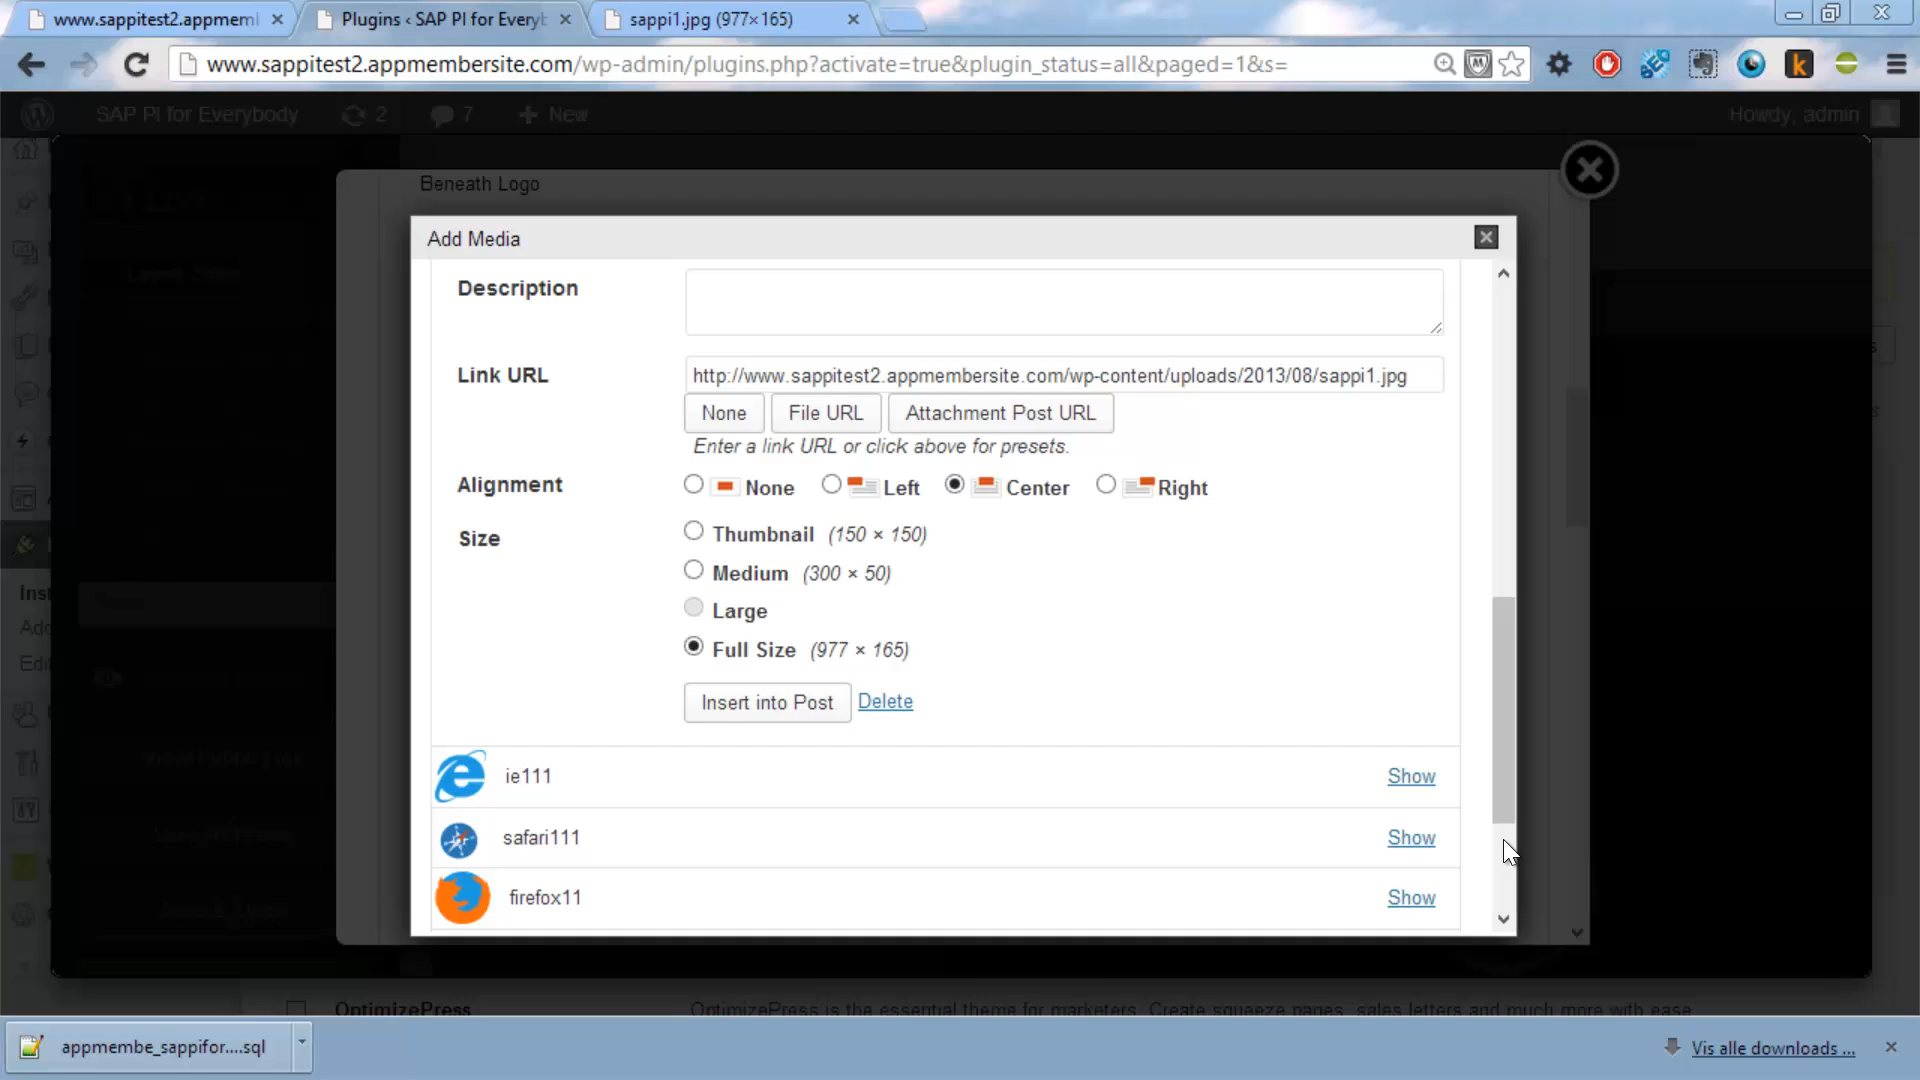 www.sappitest2.appmembe
Plugins ‹ SAP PI for Everyb
sappi1.jpg (977×165)
www.sappitest2.appmembersite.com/wp-admin/plugins.php?activate=true&plugin_status=all&paged=1&s=
SAP PI for Everybody
2
7
New
Howdy, admin
Beneath Logo
Add Media
Description
Link URL
http://www.sappitest2.appmembersite.com/wp-content/uploads/2013/08/sappi1.jpg
None
File URL
Attachment Post URL
Enter a link URL or click above for presets.
Alignment
None
Left
Center
Right
Size
Thumbnail (150 × 150)
Medium (300 × 50)
Large
Full Size (977 × 165)
Insert into Post
Delete
Inst
Add
Edi
ie111
Show
safari111
Show
firefox11
Show
OptimizePress
OptimizePress is the essential theme for marketers. Create squeeze pages, sales letters and much more with ease
appmembe_sappifor....sql
Vis alle downloads ...